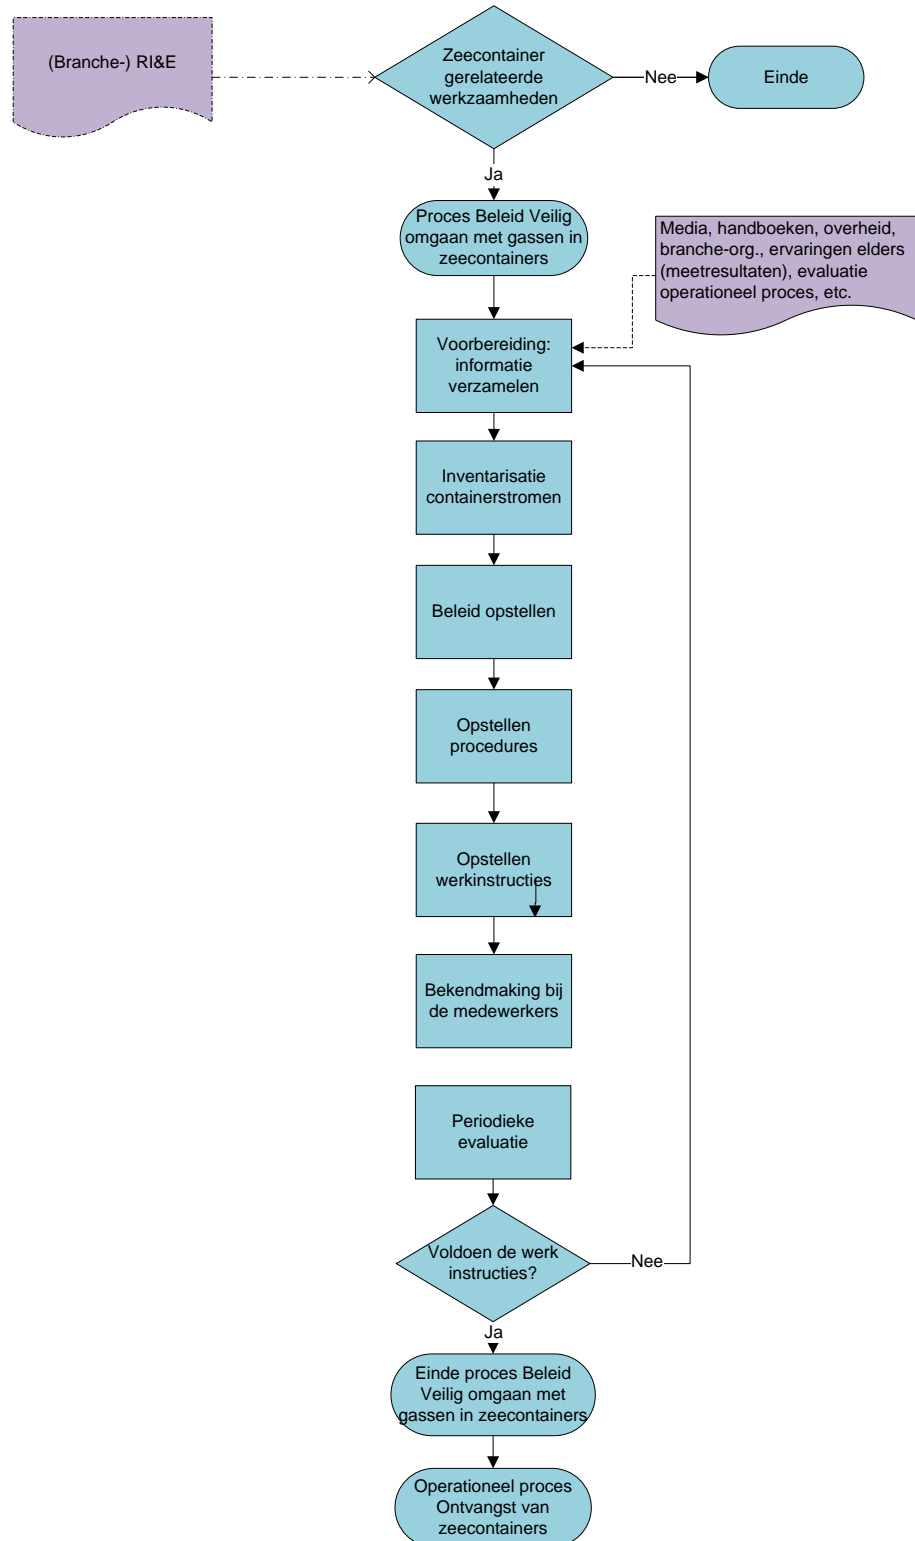 (Branche-) RI&E
Zeecontainer
gerelateerde
werkzaamheden
Nee
Einde
Ja
Proces Beleid Veilig
omgaan met gassen in
zeecontainers
Media, handboeken, overheid,
branche-org., ervaringen elders
(meetresultaten), evaluatie
operationeel proces, etc.
Voorbereiding:
informatie
verzamelen
Inventarisatie
containerstromen
Beleid opstellen
Opstellen
procedures
Opstellen
werkinstructies
Bekendmaking bij
de medewerkers
Periodieke
evaluatie
Voldoen de werk
instructies?
Nee
Ja
Einde proces Beleid
Veilig omgaan met
gassen in zeecontainers
Operationeel proces
Ontvangst van
zeecontainers